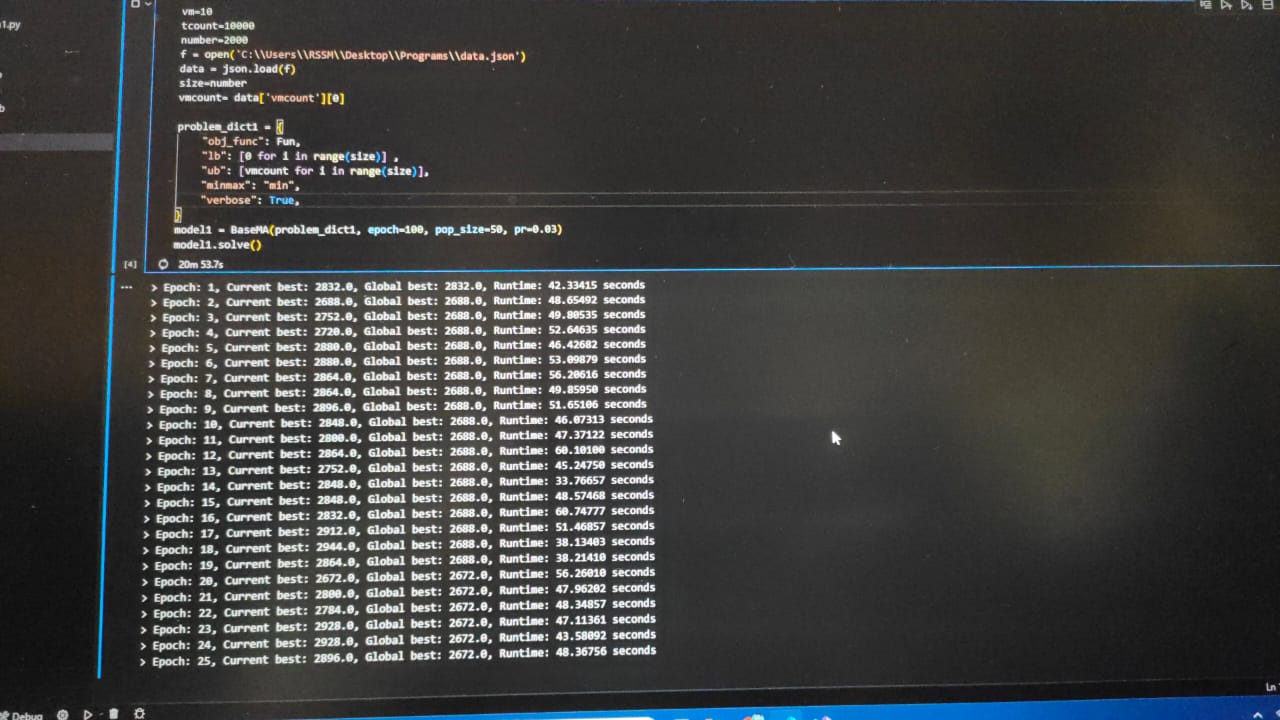 1.py
vm=10
tcount=10000
number=2000
f = open('C:\\Users\\RSSM\\Desktop\\Programs\\data.json')
data = json.load(f)
size=number
vmcount= data['vmcount'][0]
problem_dict1 = {
"obj_func": Fun,
"lb": [0 for i in range(size)] ,
"ub": [vmcount for i in range(size)],
"minmax": "min",
"verbose": True,
}
model1 = BaseMA(problem_dict1, epoch=100, pop_size=50, pr=0.03)
model1.solve()
[4] 20m 53.7s
... > Epoch: 1, Current best: 2832.0, Global best: 2832.0, Runtime: 42.33415 seconds
> Epoch: 2, Current best: 2688.0, Global best: 2688.0, Runtime: 48.65492 seconds
> Epoch: 3, Current best: 2752.0, Global best: 2688.0, Runtime: 49.80535 seconds
> Epoch: 4, Current best: 2720.0, Global best: 2688.0, Runtime: 52.64635 seconds
> Epoch: 5, Current best: 2880.0, Global best: 2688.0, Runtime: 46.42682 seconds
> Epoch: 6, Current best: 2880.0, Global best: 2688.0, Runtime: 53.09879 seconds
> Epoch: 7, Current best: 2864.0, Global best: 2688.0, Runtime: 56.20616 seconds
> Epoch: 8, Current best: 2864.0, Global best: 2688.0, Runtime: 49.85950 seconds
> Epoch: 9, Current best: 2896.0, Global best: 2688.0, Runtime: 51.65106 seconds
> Epoch: 10, Current best: 2848.0, Global best: 2688.0, Runtime: 46.07313 seconds
> Epoch: 11, Current best: 2800.0, Global best: 2688.0, Runtime: 47.37122 seconds
> Epoch: 12, Current best: 2864.0, Global best: 2688.0, Runtime: 60.10100 seconds
> Epoch: 13, Current best: 2752.0, Global best: 2688.0, Runtime: 45.24750 seconds
> Epoch: 14, Current best: 2848.0, Global best: 2688.0, Runtime: 33.76657 seconds
> Epoch: 15, Current best: 2848.0, Global best: 2688.0, Runtime: 48.57468 seconds
> Epoch: 16, Current best: 2832.0, Global best: 2688.0, Runtime: 60.74777 seconds
> Epoch: 17, Current best: 2912.0, Global best: 2688.0, Runtime: 51.46857 seconds
> Epoch: 18, Current best: 2944.0, Global best: 2688.0, Runtime: 38.13403 seconds
> Epoch: 19, Current best: 2864.0, Global best: 2688.0, Runtime: 38.21410 seconds
> Epoch: 20, Current best: 2672.0, Global best: 2672.0, Runtime: 56.26010 seconds
> Epoch: 21, Current best: 2800.0, Global best: 2672.0, Runtime: 47.96202 seconds
> Epoch: 22, Current best: 2784.0, Global best: 2672.0, Runtime: 48.34857 seconds
> Epoch: 23, Current best: 2928.0, Global best: 2672.0, Runtime: 47.11361 seconds
> Epoch: 24, Current best: 2928.0, Global best: 2672.0, Runtime: 43.58092 seconds
> Epoch: 25, Current best: 2896.0, Global best: 2672.0, Runtime: 48.36756 seconds
Ln
Debug